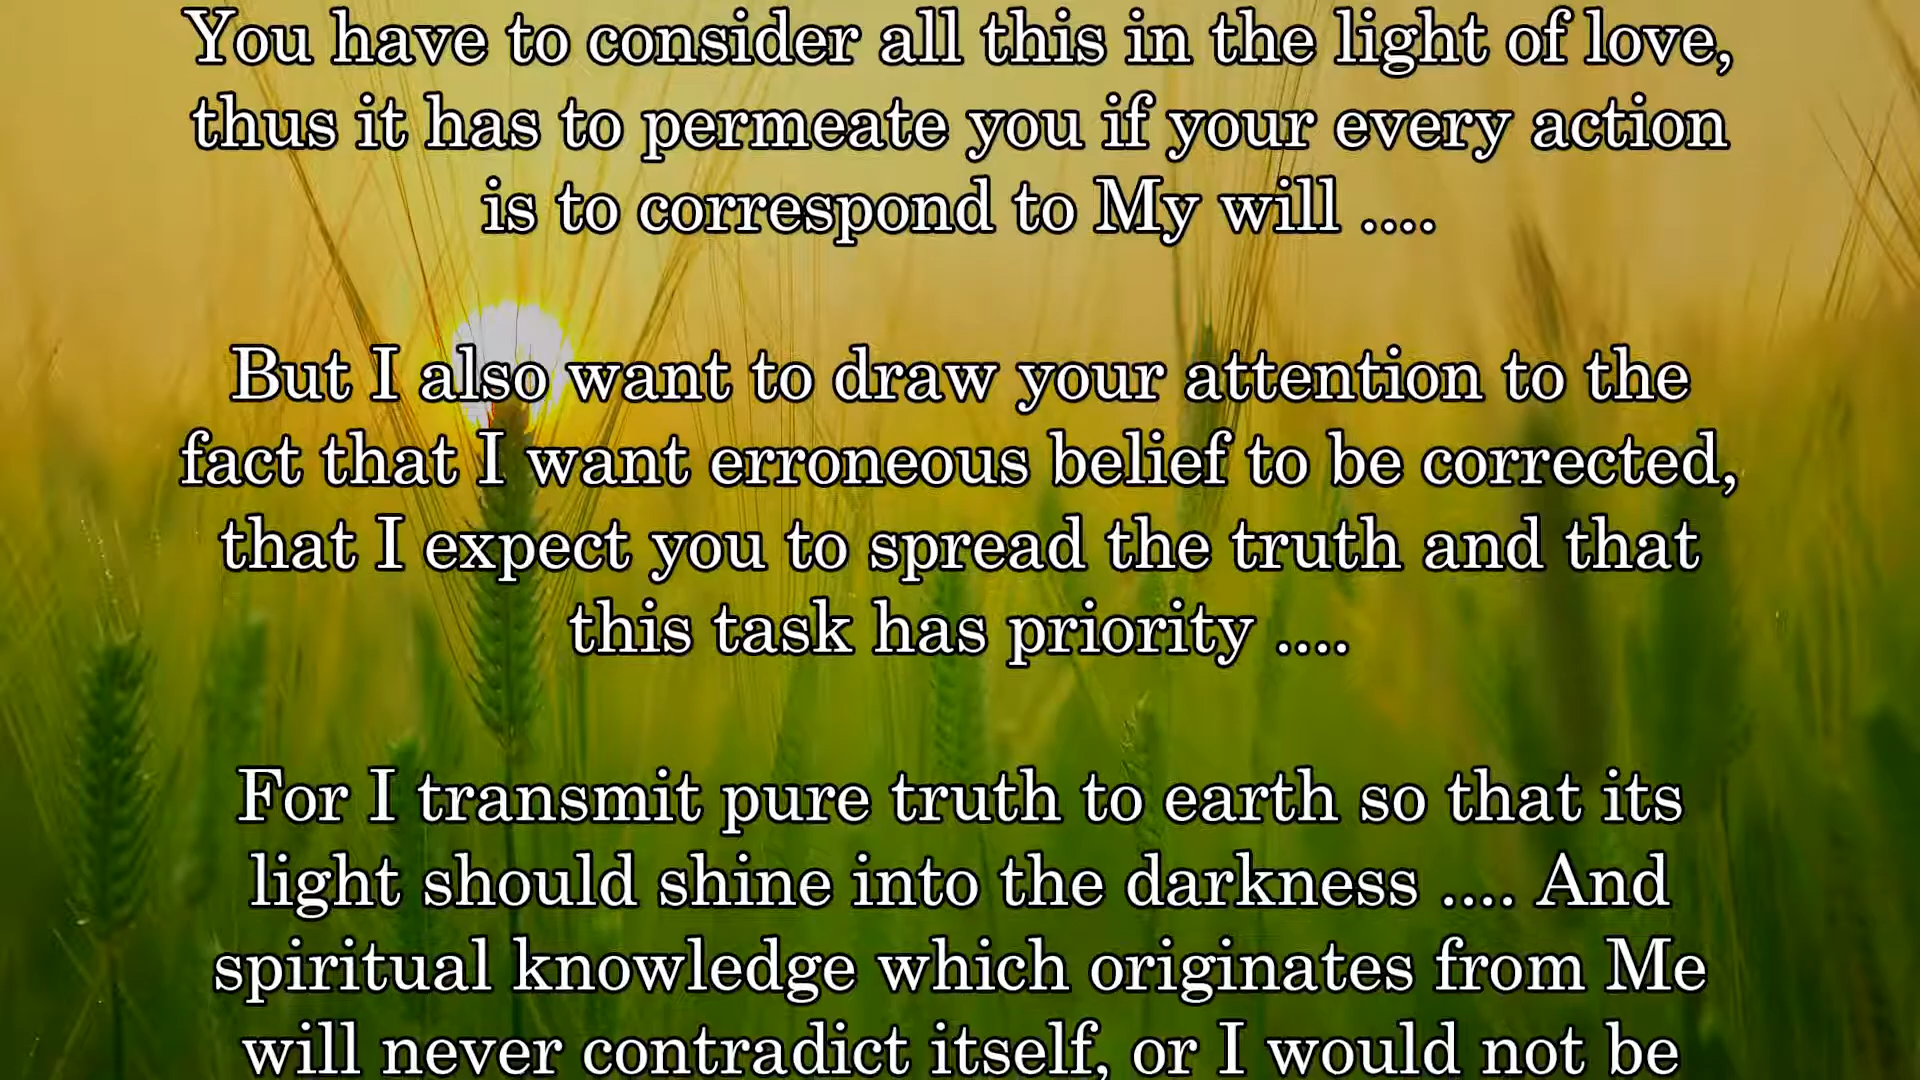 You have to consider all this in the light of love,
thus it has to permeate you if your every action
is to correspond to My will ....
But I also want to draw your attention to the
fact that I want erroneous belief to be corrected,
that I expect you to spread the truth and that
this task has priority ....
For I transmit pure truth to earth so that its
light should shine into the darkness .... And
spiritual knowledge which originates from Me
will never contradict itself, or I would not be